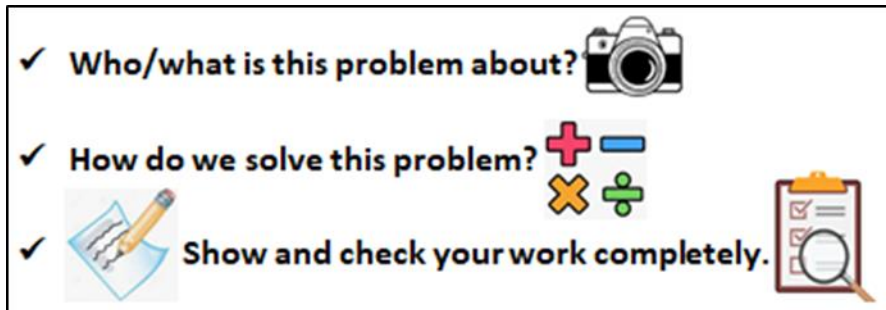 ✓ Who/what is this problem about?
✓ How do we solve this problem?
✓ Show and check your work completely.